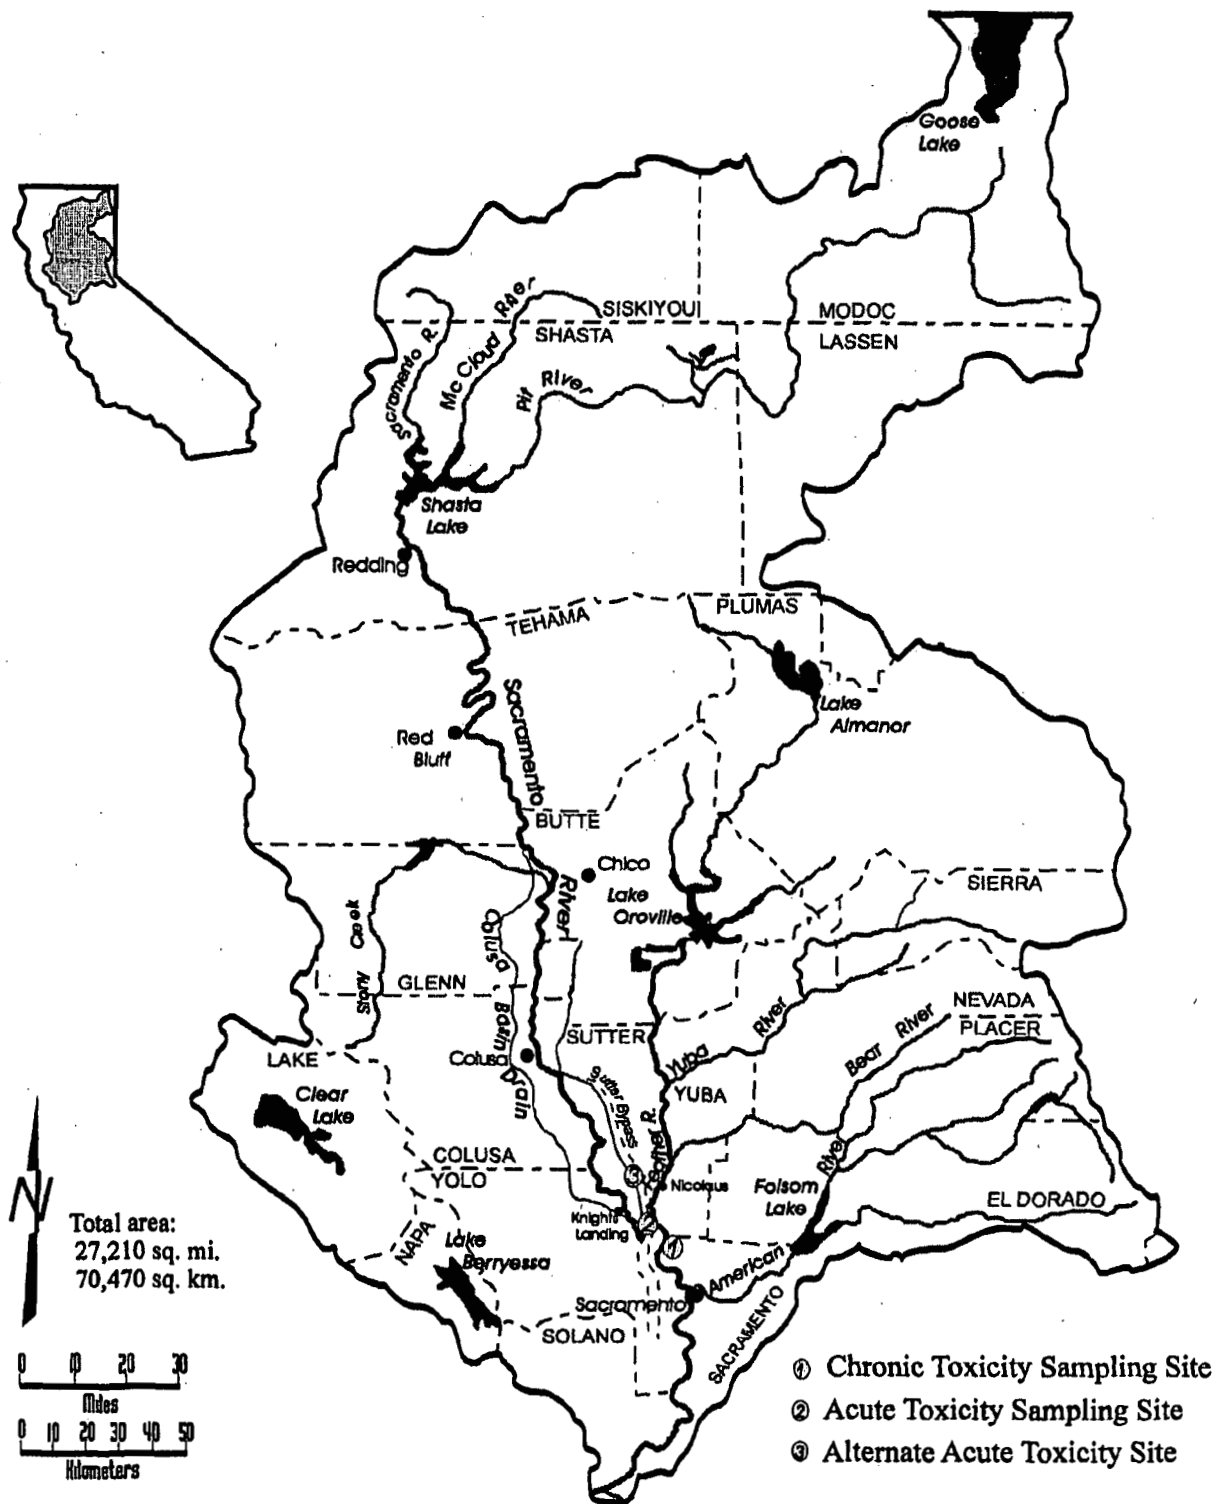 Goose
Lake
SISKIYOU
MODOC
SHASTA
LASSEN
Sacramento R.
Mc Cloud River
Pit River
Shasta
Lake
Redding
TEHAMA
PLUMAS
Lake
Almanor
Sacramento
River
Red
Bluff
BUTTE
Chico
Lake
Oroville
SIERRA
Stony Creek
Colusa Basin Drain
GLENN
NEVADA
PLACER
SUTTER
Yuba River
Bear River
LAKE
Colusa
Sutter Bypass
YUBA
Clear
Lake
Feather R.
COLUSA
YOLO
3
Nicolaus
Folsom
Lake
River
EL DORADO
Knights
Landing
2
1
NAPA
Lake
Berryessa
American
Sacramento
SOLANO
SACRAMENTO
N
Total area:
27,210 sq. mi.
70,470 sq. km.
0 10 20 30
Miles
0 10 20 30 40 50
Kilometers
1 Chronic Toxicity Sampling Site
2 Acute Toxicity Sampling Site
3 Alternate Acute Toxicity Site